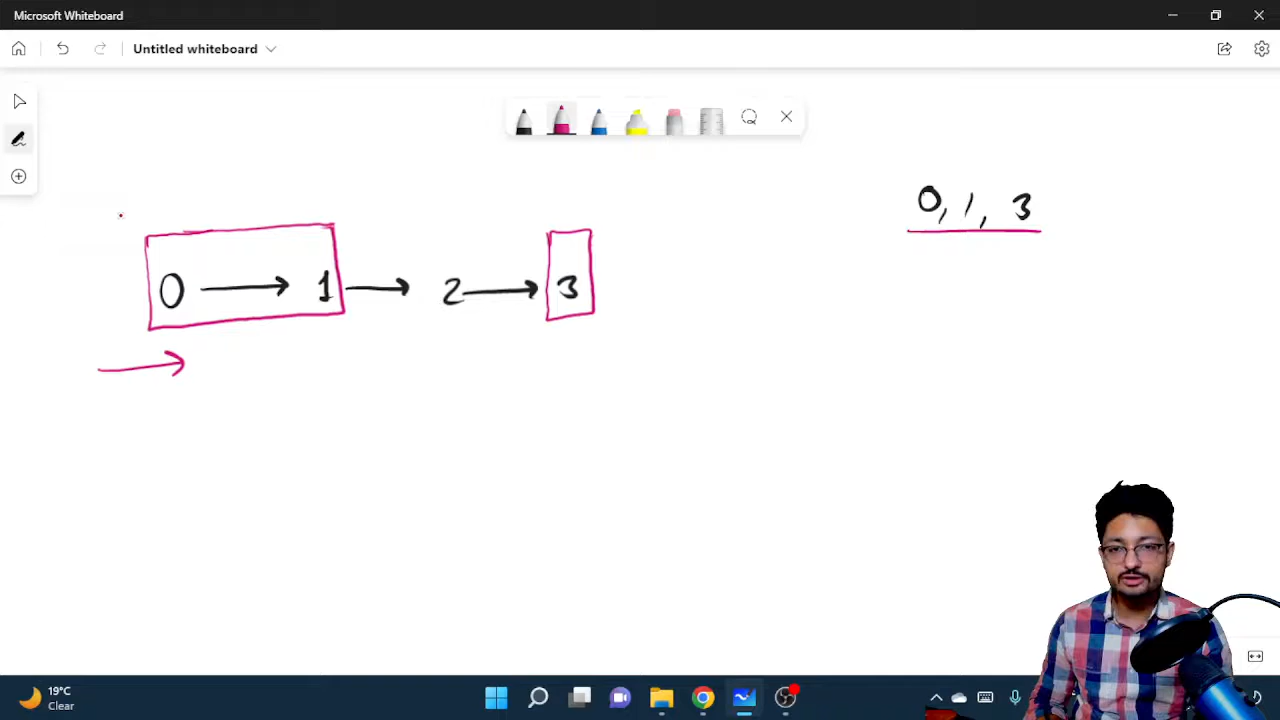 Microsoft Whiteboard
Untitled whiteboard
0, 1, 3
0 → 1 → 2 → 3
19°C
Clear